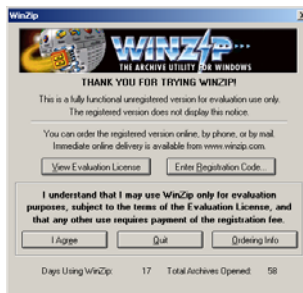 WinZip
WINZIP
THE ARCHIVE UTILITY FOR WINDOWS
THANK YOU FOR TRYING WINZIP!
This is a fully functional unregistered version for evaluation use only.
The registered version does not display this notice.
You can order the registered version online, by phone, or by mail.
Immediate online delivery is available from www.winzip.com.
View Evaluation License
Enter Registration Code...
I understand that I may use WinZip only for evaluation
purposes, subject to the terms of the Evaluation License, and
that any other use requires payment of the registration fee.
I Agree
Quit
Ordering Info
Days Using WinZip: 17 Total Archives Opened: 58